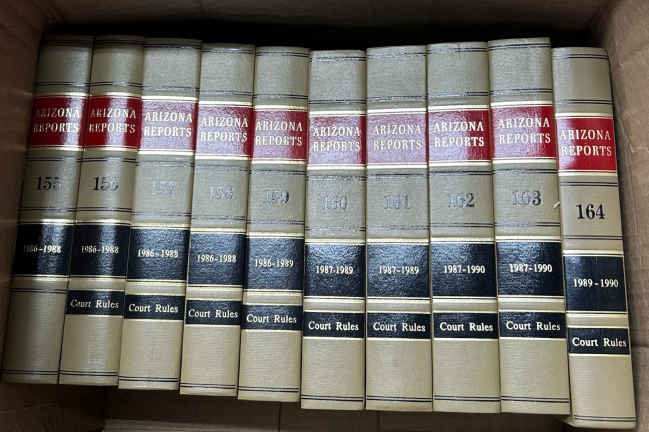 ARIZONA
REPORTS
155
1986-1988
ARIZONA
REPORTS
156
1986-1988
Court Rules
ARIZONA
REPORTS
157
1986-1988
Court Rules
ARIZONA
REPORTS
158
1986-1988
Court Rules
ARIZONA
REPORTS
159
1986-1989
Court Rules
ARIZONA
REPORTS
160
1987-1989
Court Rules
ARIZONA
REPORTS
161
1987-1989
Court Rules
ARIZONA
REPORTS
162
1987-1990
Court Rules
ARIZONA
REPORTS
163
1987-1990
Court Rules
ARIZONA
REPORTS
164
1989-1990
Court Rules